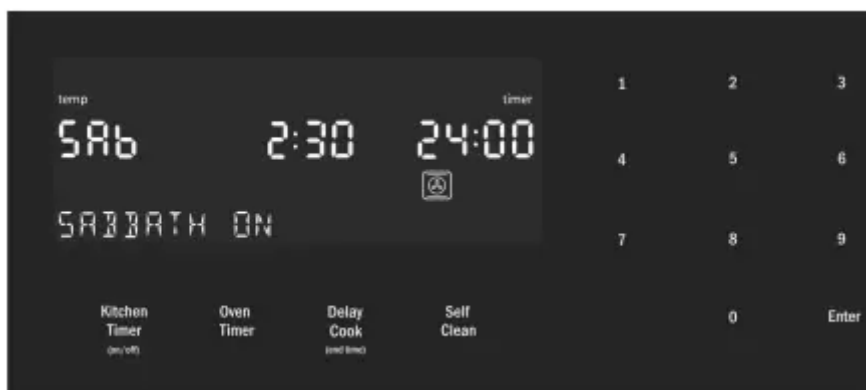 temp timer
SAb 2:30 24:00
SABBATH ON
Kitchen Timer (on/off)
Oven Timer
Delay Cook (end time)
Self Clean
1 2 3
4 5 6
7 8 9
0 Enter